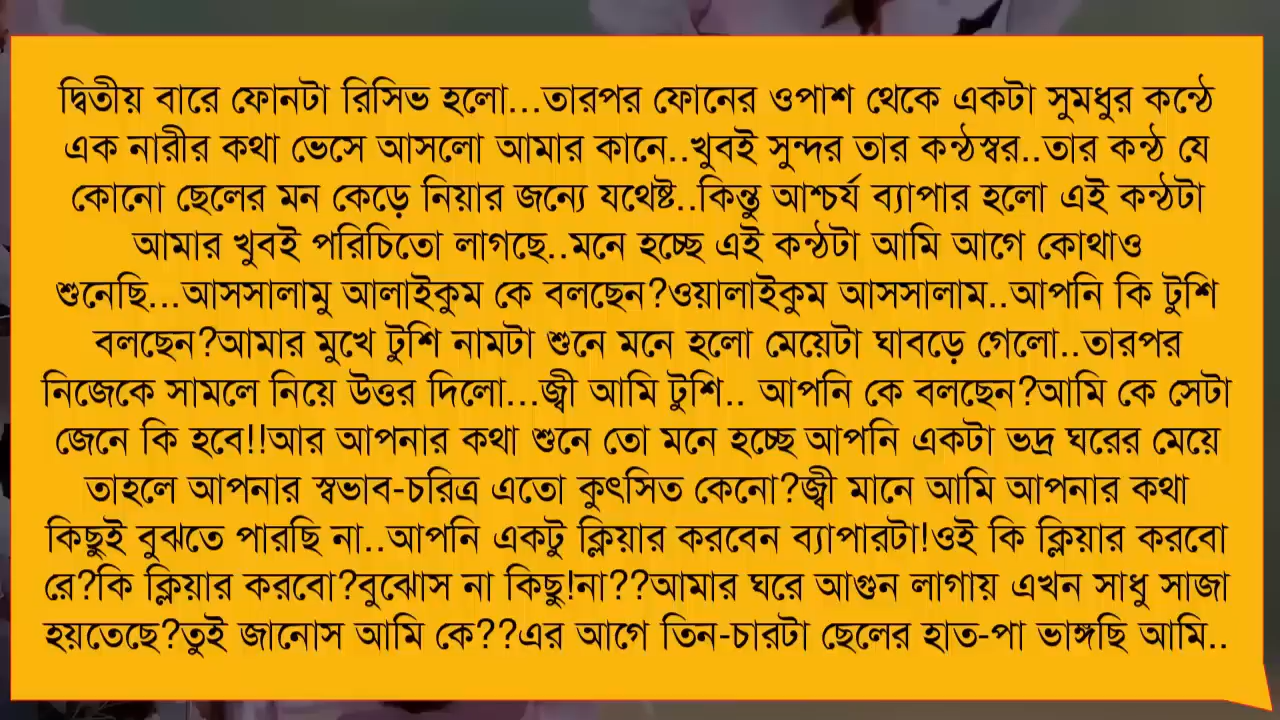 দ্বিতীয় বারে ফোনটা রিসিভ হলো...তারপর ফোনের ওপাশ থেকে একটা সুমধুর কন্ঠে
এক নারীর কথা ভেসে আসলো আমার কানে..খুবই সুন্দর তার কন্ঠস্বর..তার কন্ঠ যে
কোনো ছেলের মন কেড়ে নিয়ার জন্যে যথেষ্ট..কিন্তু আশ্চর্য ব্যাপার হলো এই কন্ঠটা
আমার খুবই পরিচিতো লাগছে..মনে হচ্ছে এই কন্ঠটা আমি আগে কোথাও
শুনেছি...আসসালামু আলাইকুম কে বলছেন?ওয়ালাইকুম আসসালাম..আপনি কি টুশি
বলছেন?আমার মুখে টুশি নামটা শুনে মনে হলো মেয়েটা ঘাবড়ে গেলো..তারপর
নিজেকে সামলে নিয়ে উত্তর দিলো...জ্বী আমি টুশি.. আপনি কে বলছেন?আমি কে সেটা
জেনে কি হবে!!আর আপনার কথা শুনে তো মনে হচ্ছে আপনি একটা ভদ্র ঘরের মেয়ে
তাহলে আপনার স্বভাব-চরিত্র এতো কুৎসিত কেনো?জ্বী মানে আমি আপনার কথা
কিছুই বুঝতে পারছি না..আপনি একটু ক্লিয়ার করবেন ব্যাপারটা!ওই কি ক্লিয়ার করবো
রে?কি ক্লিয়ার করবো?বুঝোস না কিছু!না??আমার ঘরে আগুন লাগায় এখন সাধু সাজা
হয়তেছে?তুই জানোস আমি কে??এর আগে তিন-চারটা ছেলের হাত-পা ভাঙ্গছি আমি..